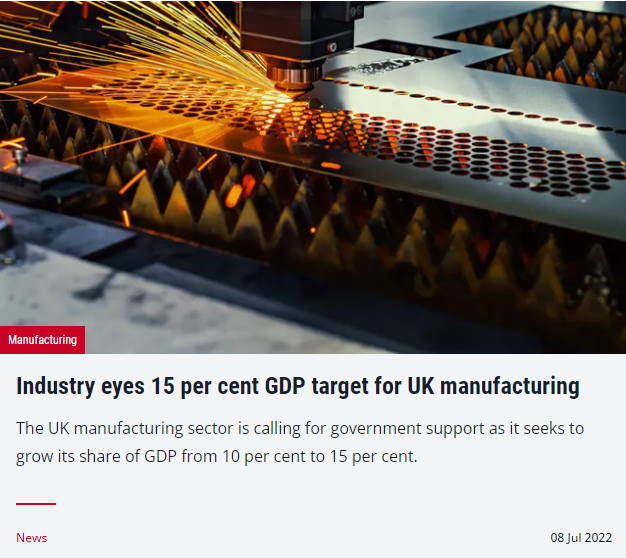 Manufacturing
Industry eyes 15 per cent GDP target for UK manufacturing
The UK manufacturing sector is calling for government support as it seeks to
grow its share of GDP from 10 per cent to 15 per cent.
News
08 Jul 2022